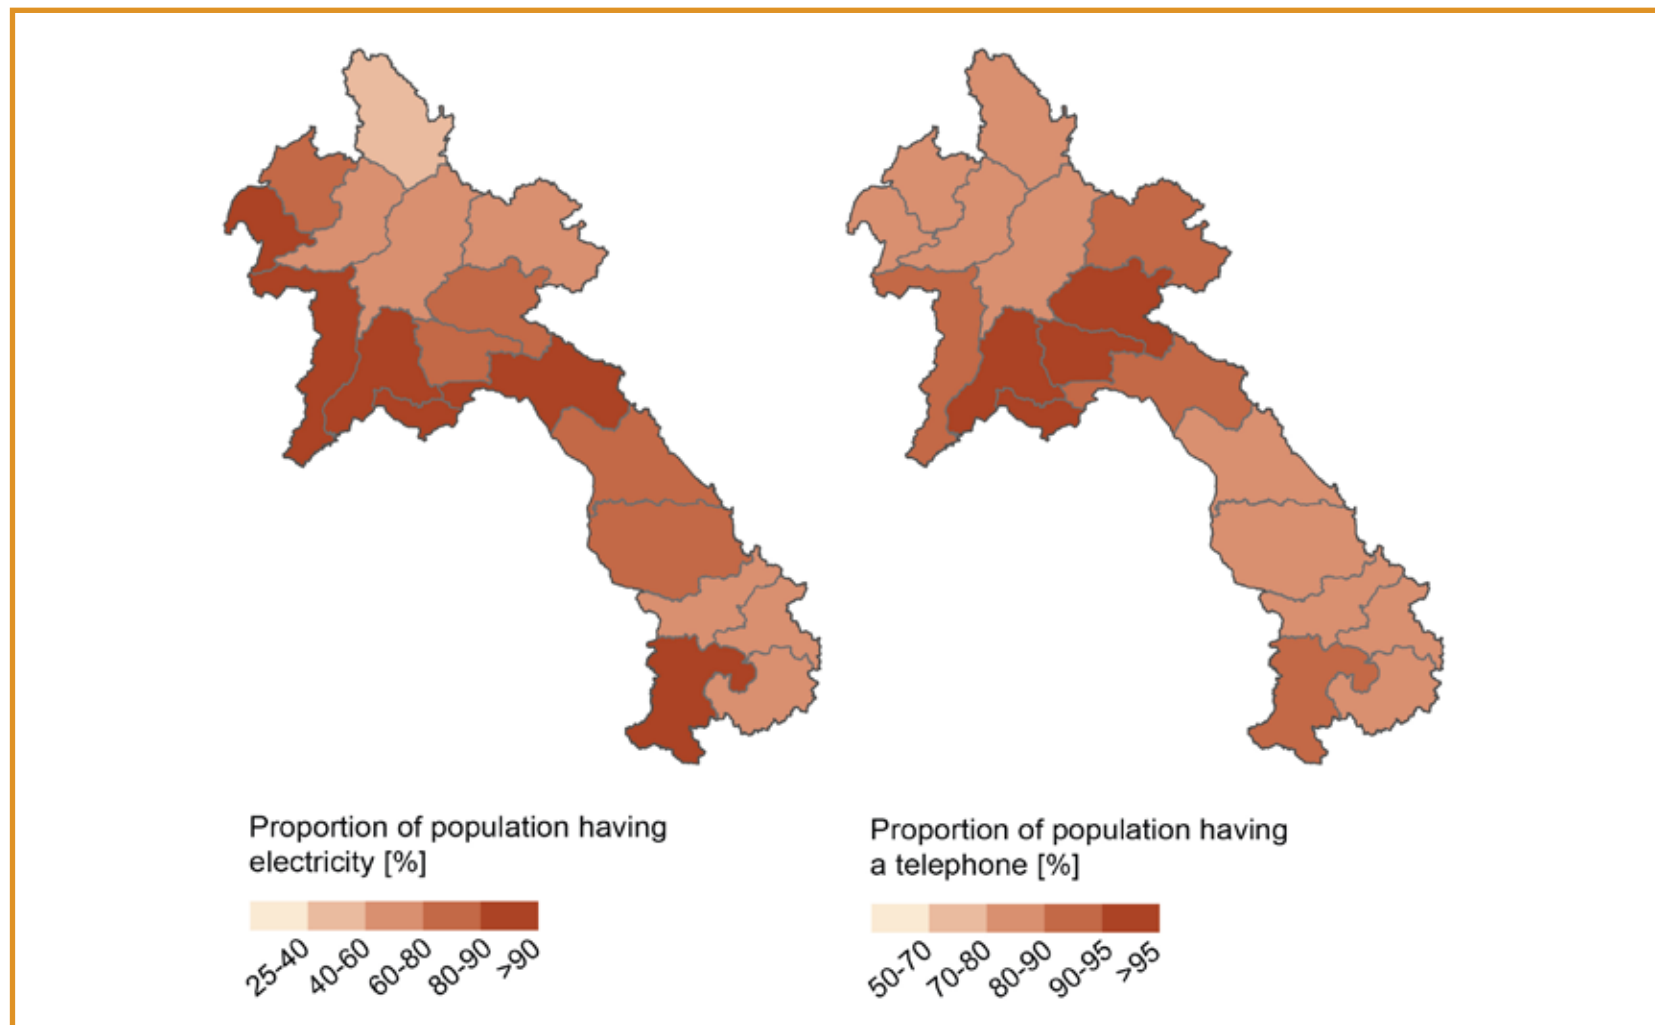 Proportion of population having
electricity [%]
25-40
40-60
60-80
80-90
>90
Proportion of population having
a telephone [%]
50-70
70-80
80-90
90-95
>95